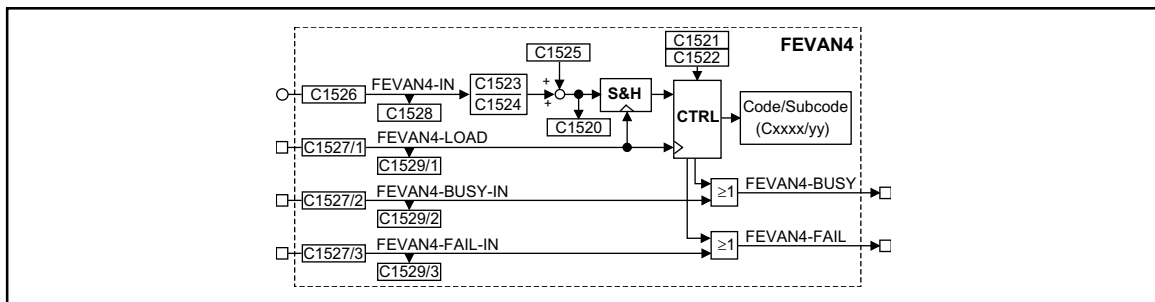 FEVAN4
C1521
C1522
C1525
C1526
FEVAN4-IN
C1528
C1523
C1524
+
+
C1520
S&H
CTRL
Code/Subcode
(Cxxxx/yy)
C1527/1
FEVAN4-LOAD
C1529/1
C1527/2
FEVAN4-BUSY-IN
C1529/2
≥1
FEVAN4-BUSY
C1527/3
FEVAN4-FAIL-IN
C1529/3
≥1
FEVAN4-FAIL